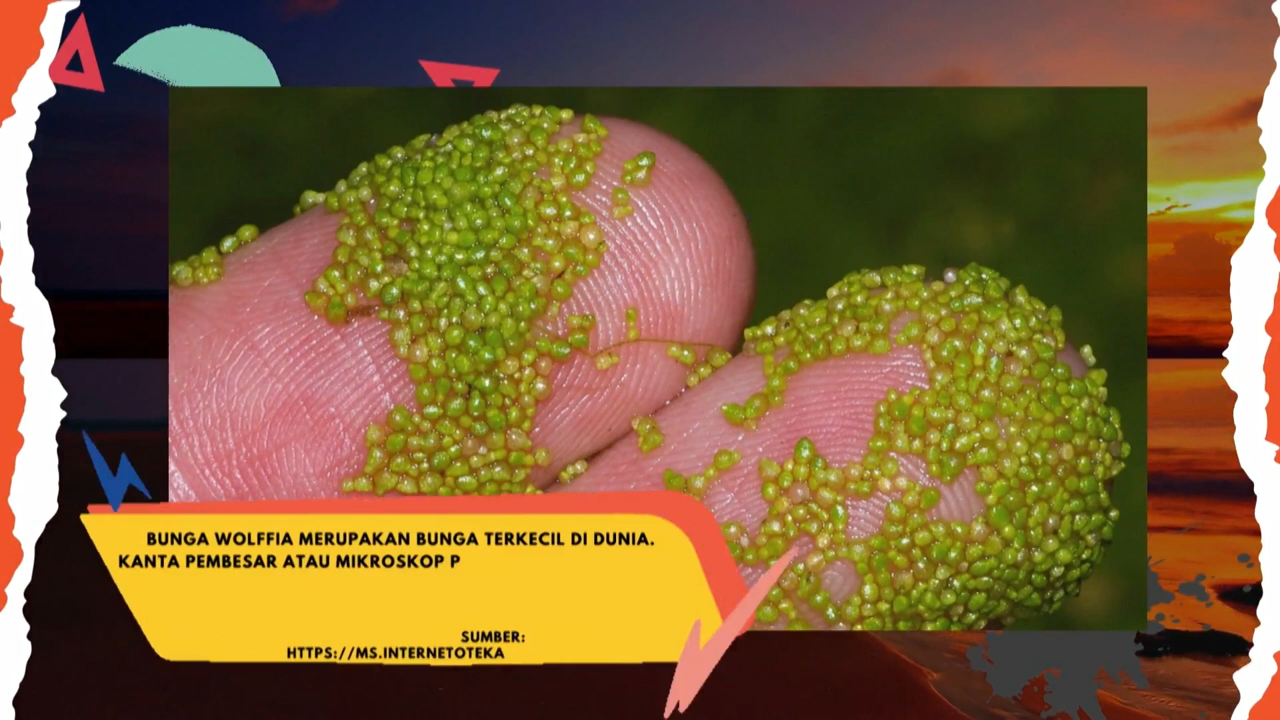 BUNGA WOLFFIA MERUPAKAN BUNGA TERKECIL DI DUNIA.
KANTA PEMBESAR ATAU MIKROSKOP P
SUMBER:
HTTPS://MS.INTERNETOTEKA